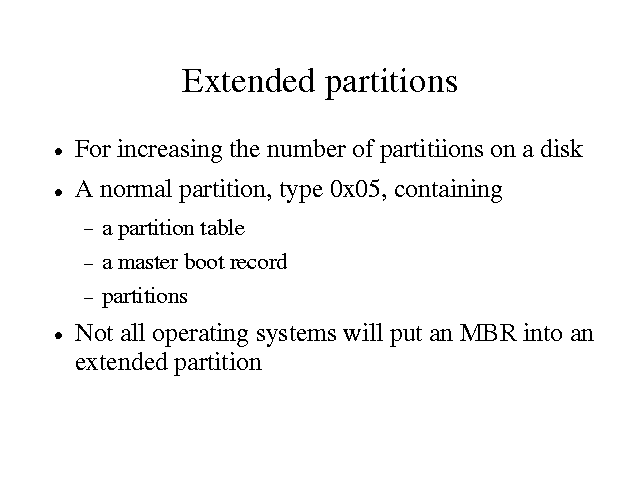 Extended partitions
• For increasing the number of partitiions on a disk
• A normal partition, type 0x05, containing
– a partition table
– a master boot record
– partitions
• Not all operating systems will put an MBR into an
extended partition